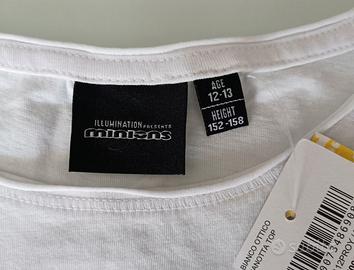 ILLUMINATION PRESENTS
minions
AGE
12-13
HEIGHT
152-158
BIANCO OTTICO
CANOTTA TOP